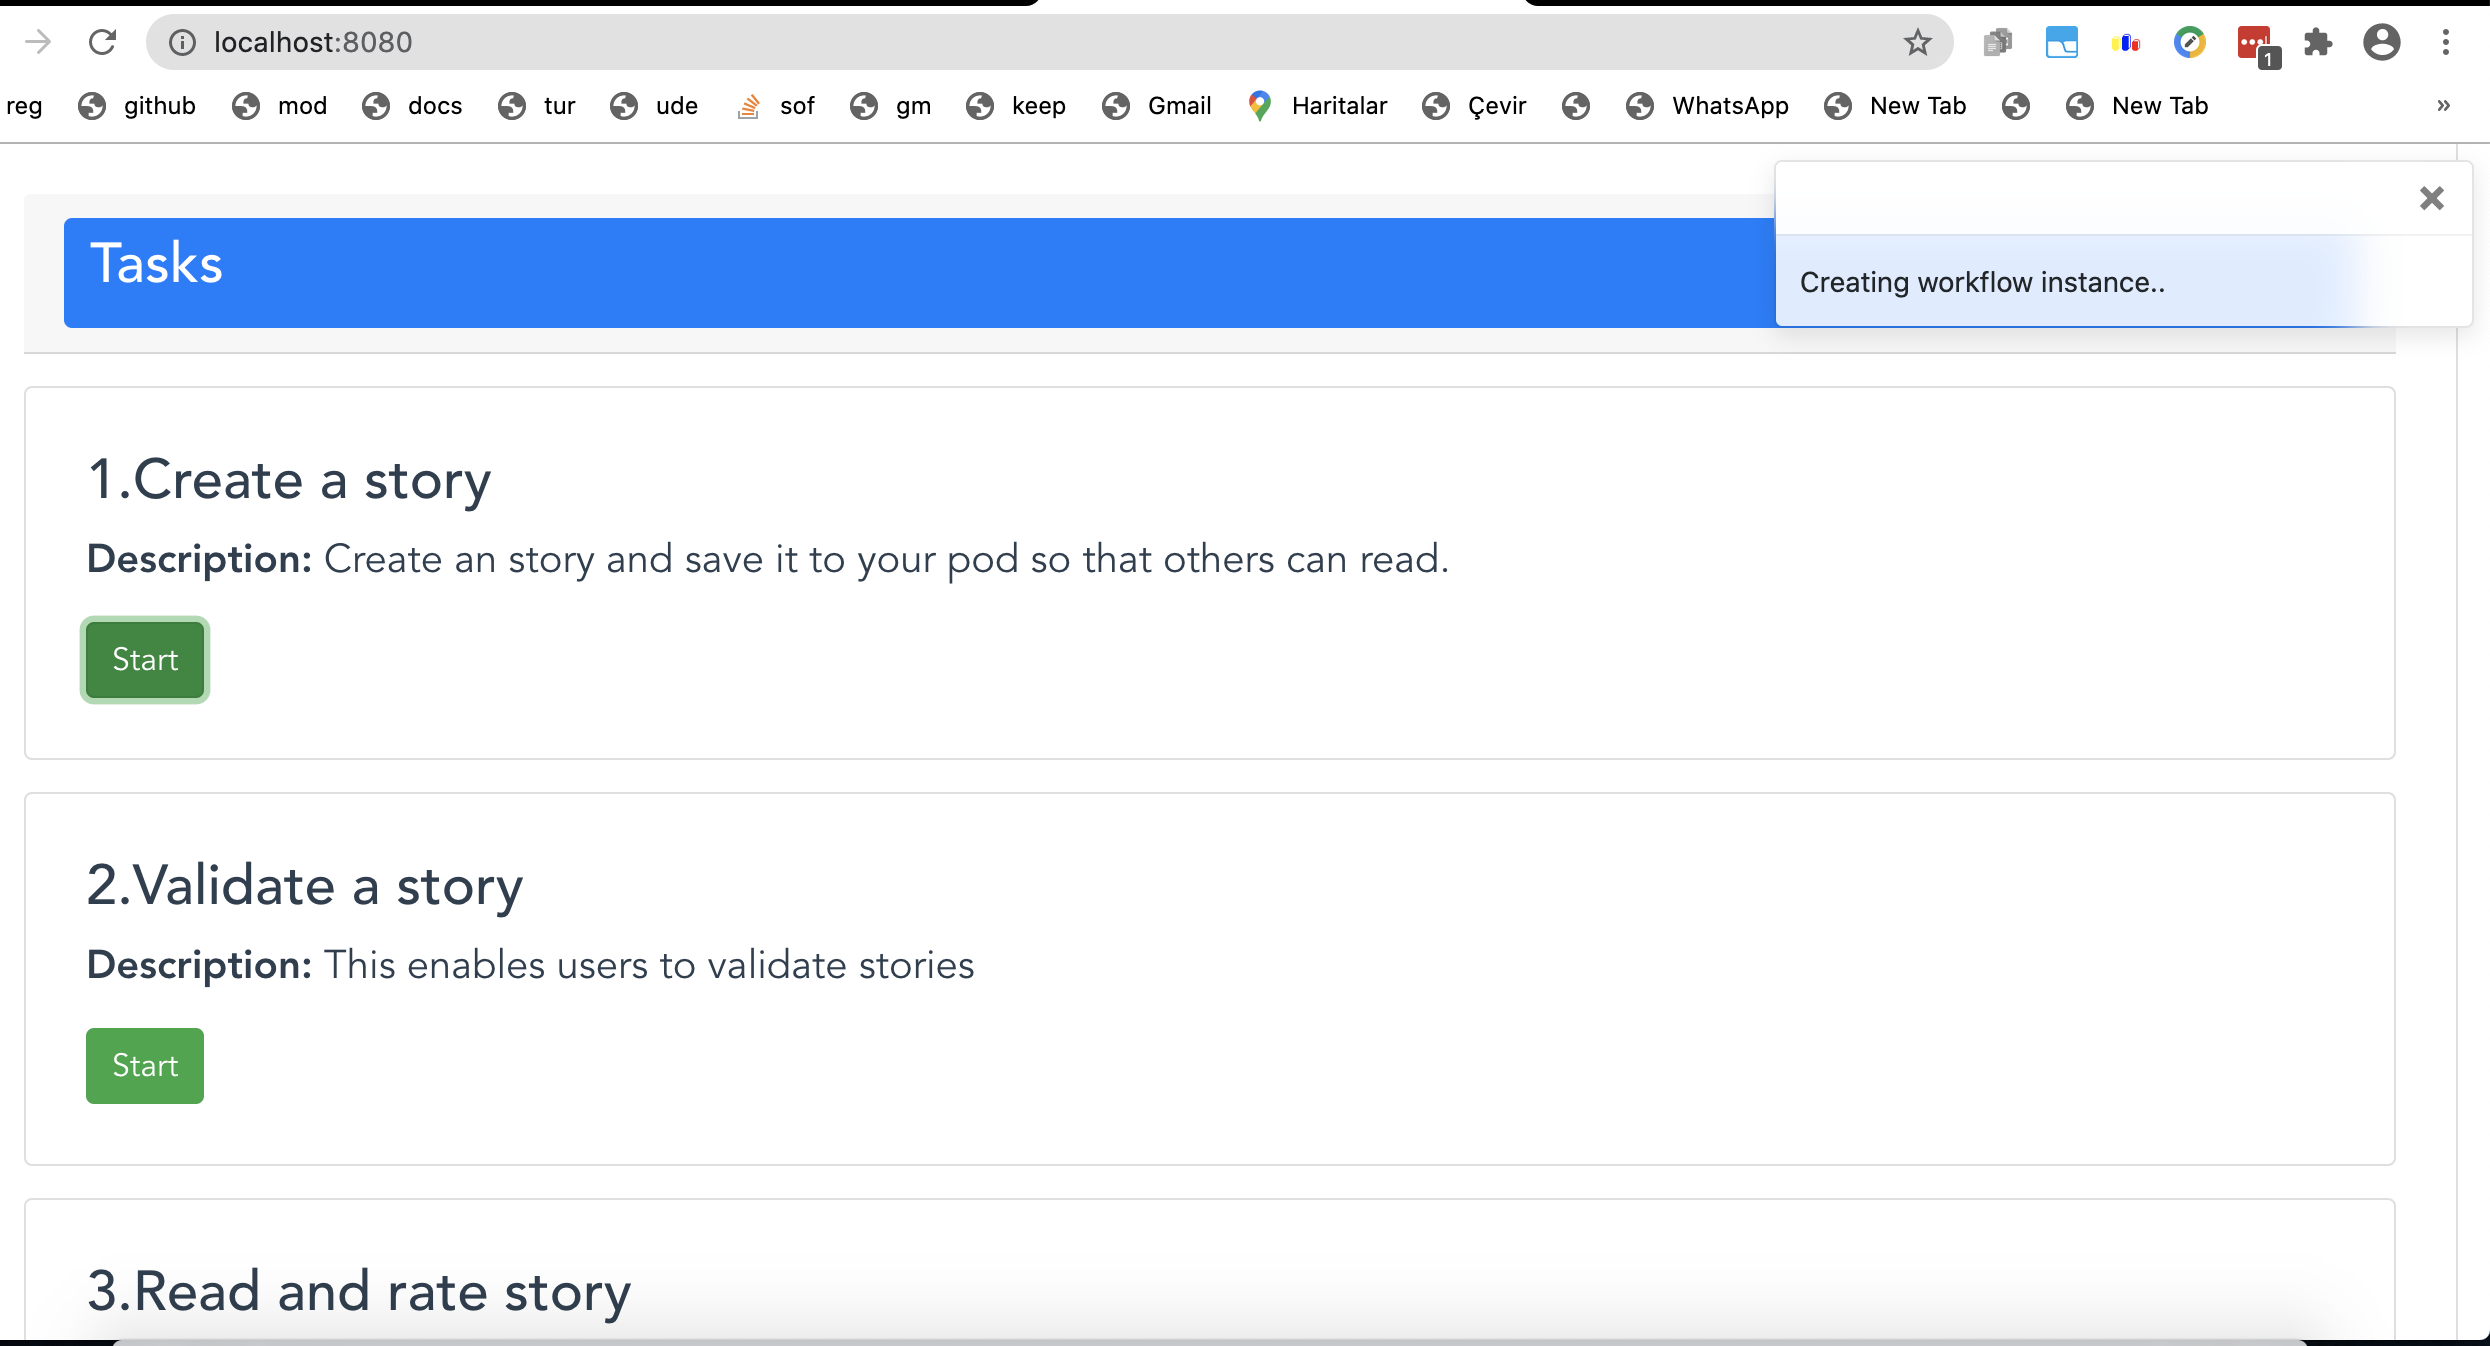 localhost:8080
1
reg github mod docs tur ude sof gm keep Gmail Haritalar Çevir WhatsApp New Tab New Tab »
Tasks
Creating workflow instance..
1.Create a story
Description: Create an story and save it to your pod so that others can read.
Start
2.Validate a story
Description: This enables users to validate stories
Start
3.Read and rate story